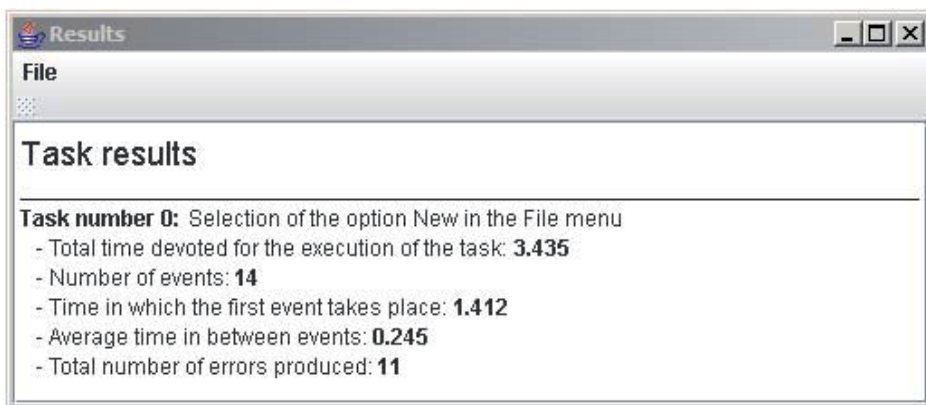 Results
File
Task results
Task number 0: Selection of the option New in the File menu
- Total time devoted for the execution of the task: 3.435
- Number of events: 14
- Time in which the first event takes place: 1.412
- Average time in between events: 0.245
- Total number of errors produced: 11